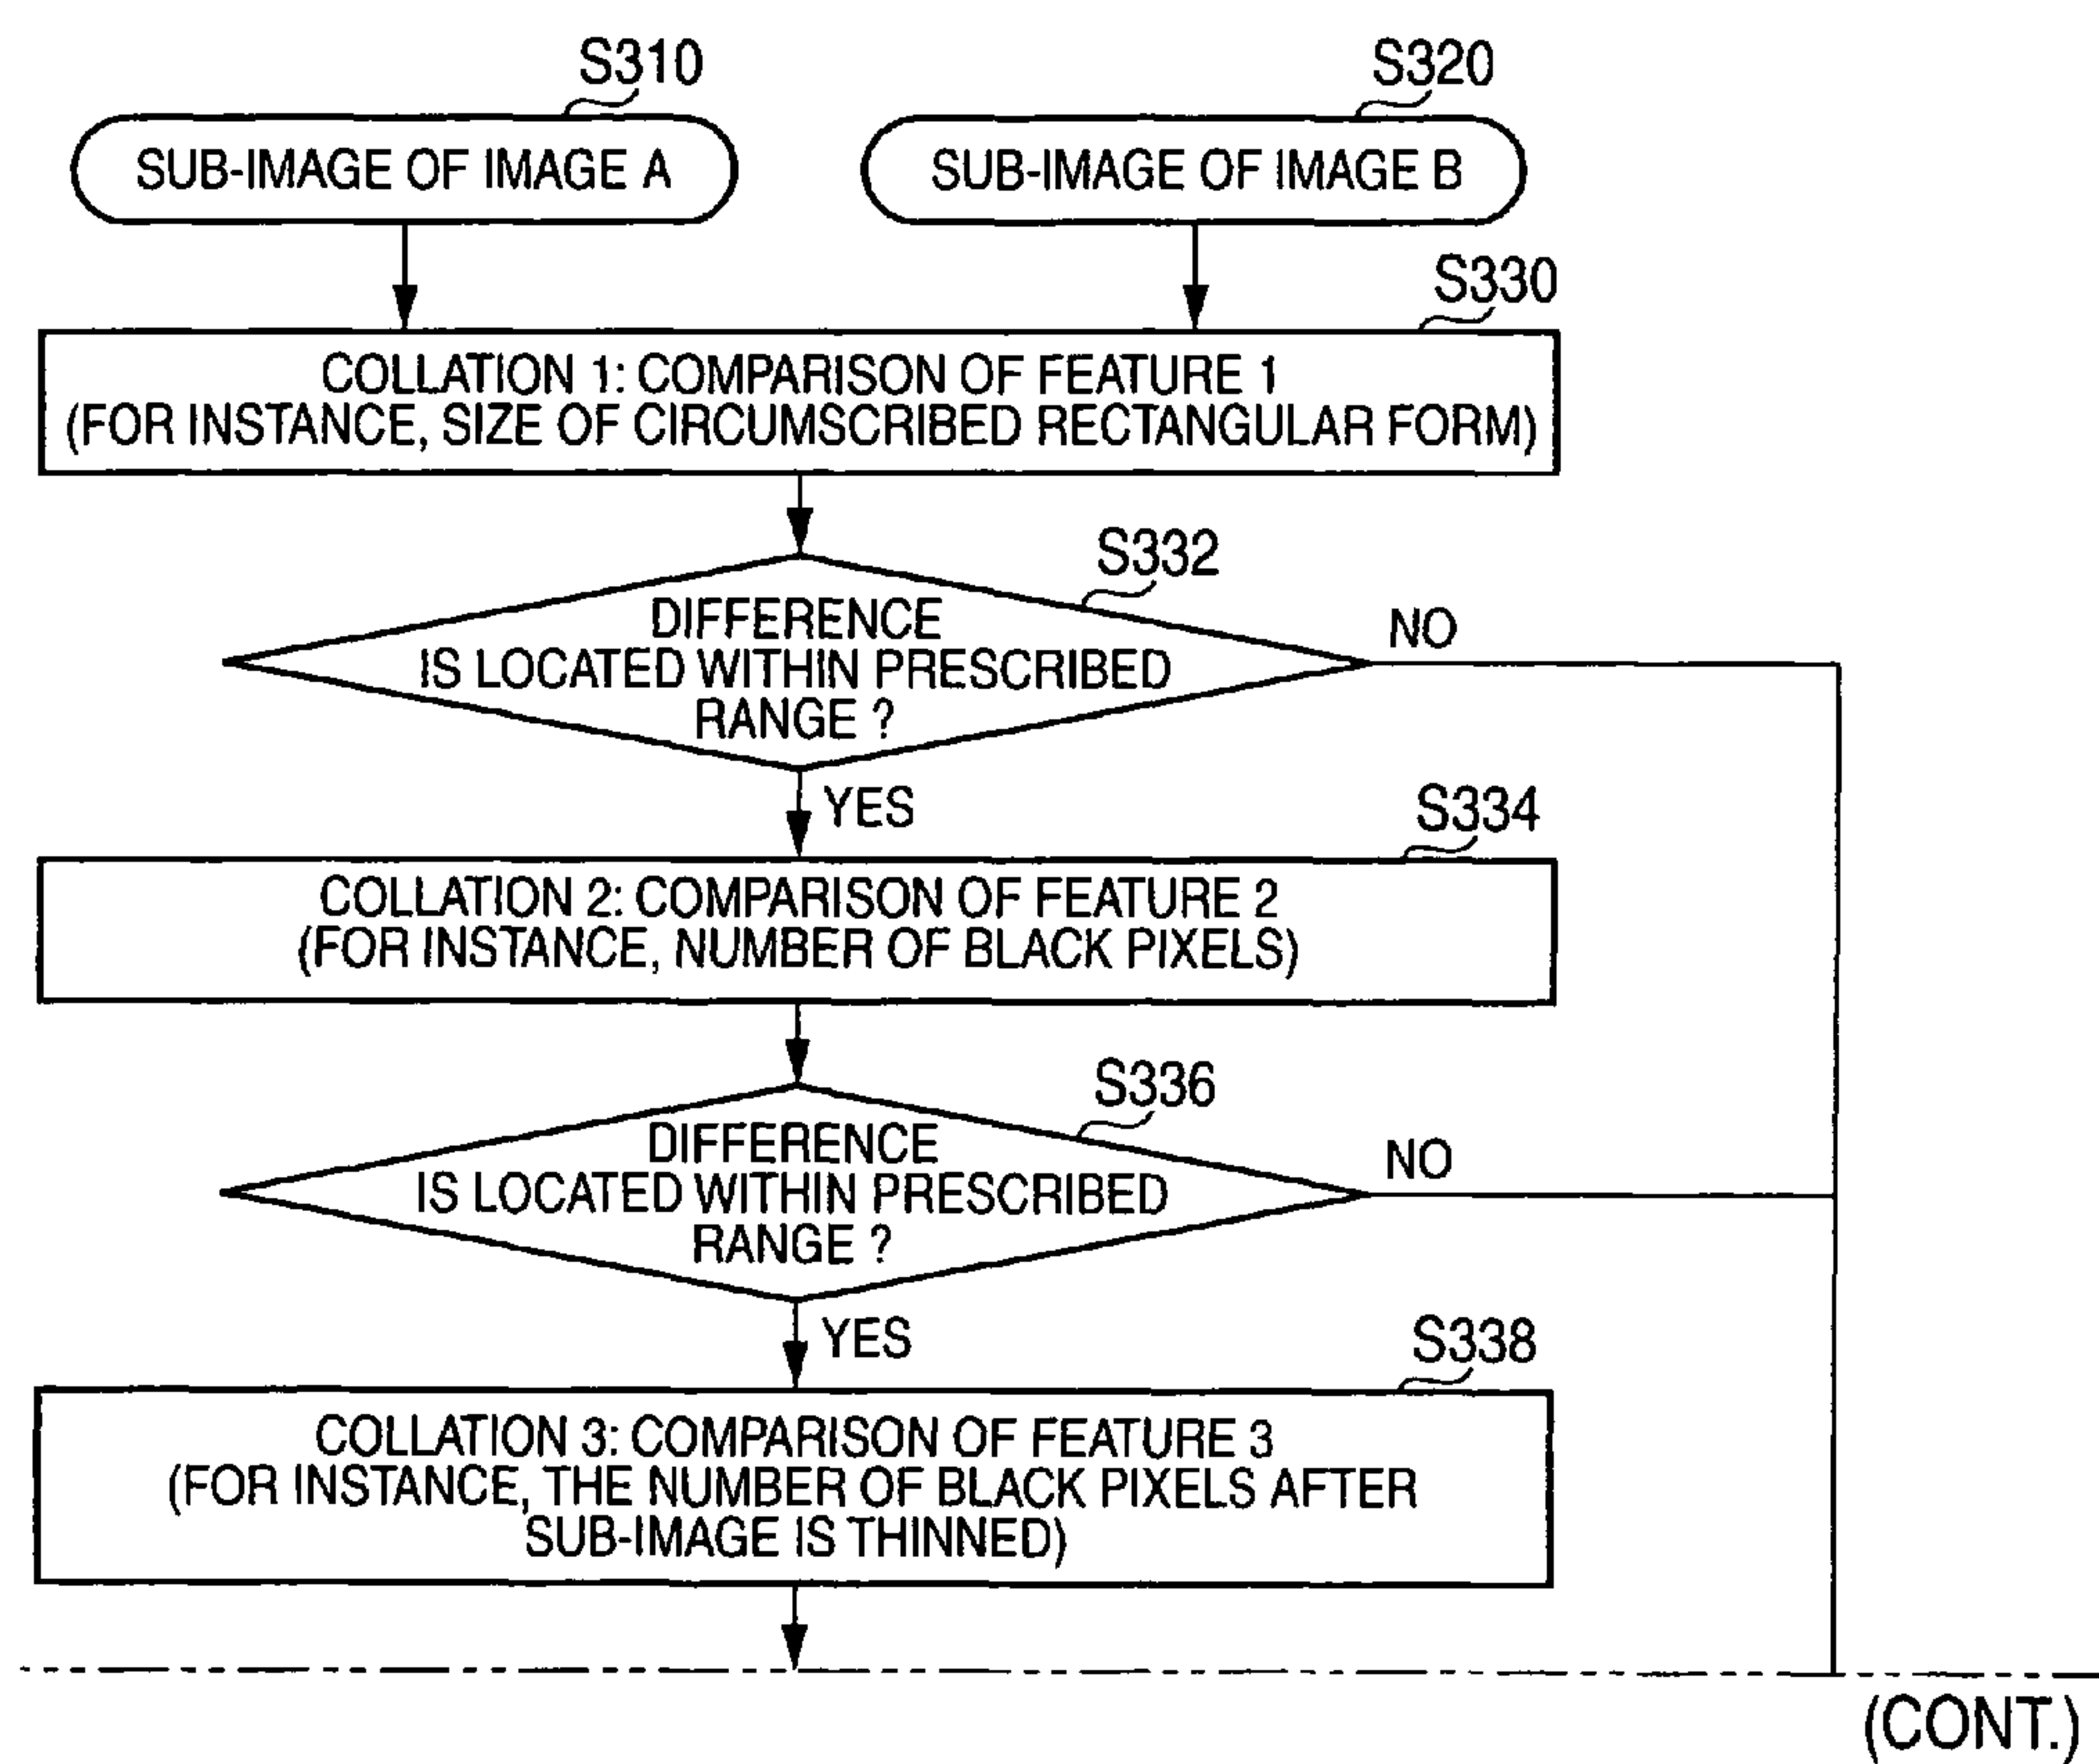 S310
S320
SUB-IMAGE OF IMAGE A
SUB-IMAGE OF IMAGE B
S330
COLLATION 1: COMPARISON OF FEATURE 1
(FOR INSTANCE, SIZE OF CIRCUMSCRIBED RECTANGULAR FORM)
S332
DIFFERENCE
IS LOCATED WITHIN PRESCRIBED
RANGE ?
NO
YES
S334
COLLATION 2: COMPARISON OF FEATURE 2
(FOR INSTANCE, NUMBER OF BLACK PIXELS)
S336
DIFFERENCE
IS LOCATED WITHIN PRESCRIBED
RANGE ?
NO
YES
S338
COLLATION 3: COMPARISON OF FEATURE 3
(FOR INSTANCE, THE NUMBER OF BLACK PIXELS AFTER
SUB-IMAGE IS THINNED)
(CONT.)